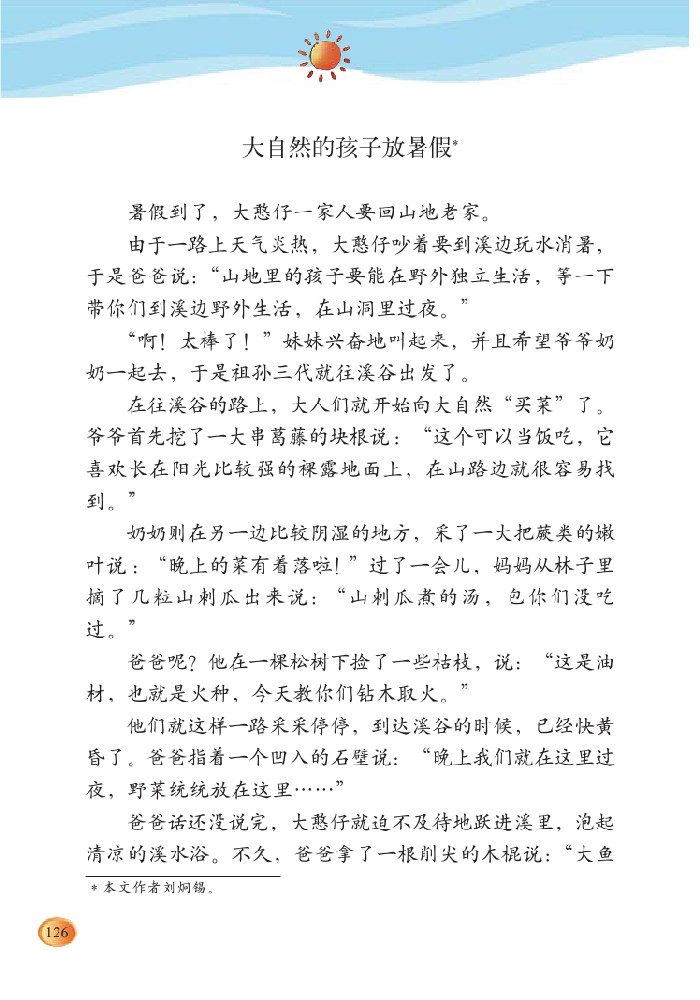 大自然的孩子放暑假*
暑假到了，大憨仔一家人要回山地老家。
由于一路上天气炎热，大憨仔吵着要到溪边玩水消暑，
于是爸爸说：“山地里的孩子要能在野外独立生活，等一下
带你们到溪边野外生活，在山洞里过夜。”
“啊！太棒了！”妹妹兴奋地叫起来，并且希望爷爷奶
奶一起去，于是祖孙三代就往溪谷出发了。
在往溪谷的路上，大人们就开始向大自然“买菜”了。
爷爷首先挖了一大串葛藤的块根说：“这个可以当饭吃，它
喜欢长在阳光比较强的裸露地面上，在山路边就很容易找
到。”
奶奶则在另一边比较阴湿的地方，采了一大把蕨类的嫩
叶说：“晚上的菜有着落啦！”过了一会儿，妈妈从林子里
摘了几粒山刺瓜出来说：“山刺瓜煮的汤，包你们没吃
过。”
爸爸呢？他在一棵松树下捡了一些枯枝，说：“这是油
材，也就是火种，今天教你们钻木取火。”
他们就这样一路采采停停，到达溪谷的时候，已经快黄
昏了。爸爸指着一个凹入的石壁说：“晚上我们就在这里过
夜，野菜统统放在这里……”
爸爸话还没说完，大憨仔就迫不及待地跃进溪里，泡起
清凉的溪水浴。不久，爸爸拿了一根削尖的木棍说：“大鱼
*本文作者刘炯锡。
126